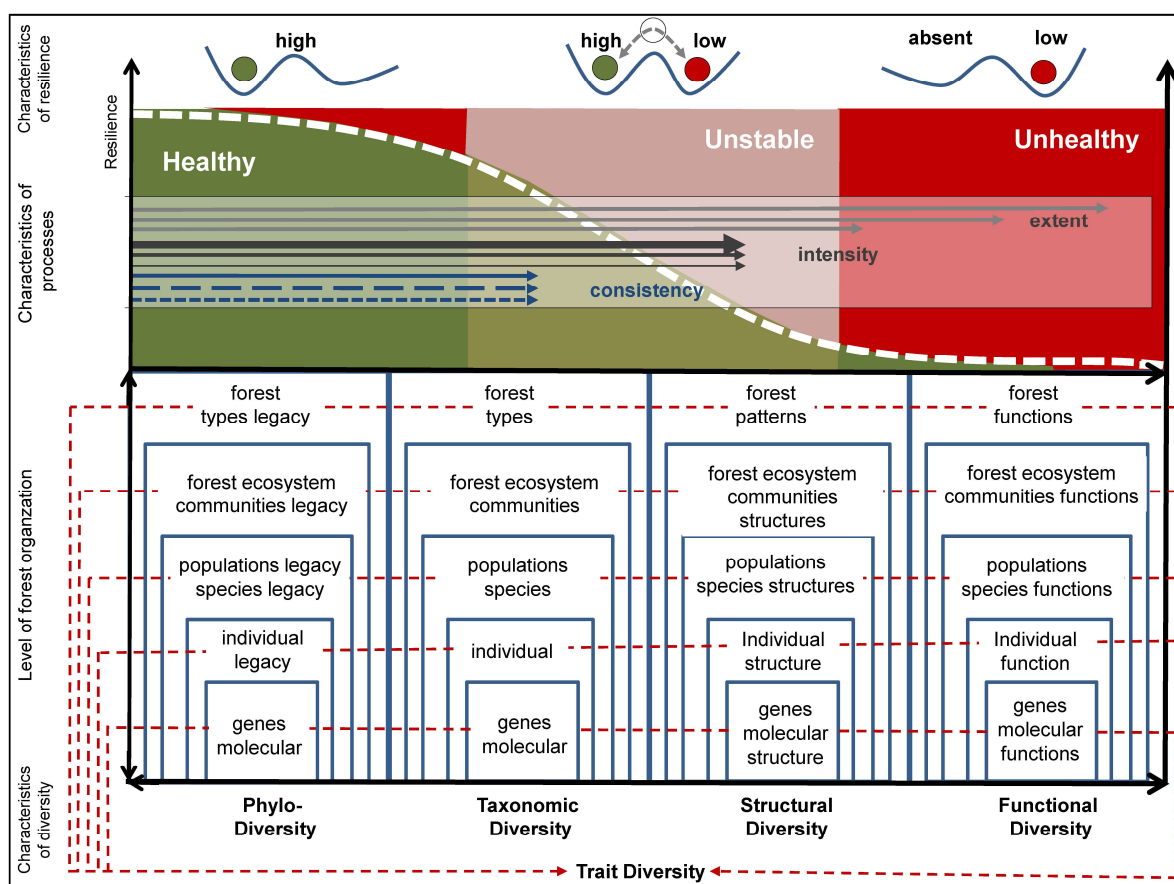 Characteristics
of resilience
high
high
low
absent
low
Resilience
Healthy
Unstable
Unhealthy
Characteristics of
processes
extent
intensity
consistency
Level of forest organization
forest
types legacy
forest
types
forest
patterns
forest
functions
forest ecosystem
communities legacy
forest ecosystem
communities
forest ecosystem
communities
structures
forest ecosystem
communities functions
populations legacy
species legacy
populations
species
populations
species structures
populations
species functions
individual
legacy
individual
Individual
structure
Individual
function
genes
molecular
genes
molecular
genes
molecular
structure
genes
molecular
functions
Characteristics
of diversity
Phylo-
Diversity
Taxonomic
Diversity
Structural
Diversity
Functional
Diversity
Trait Diversity